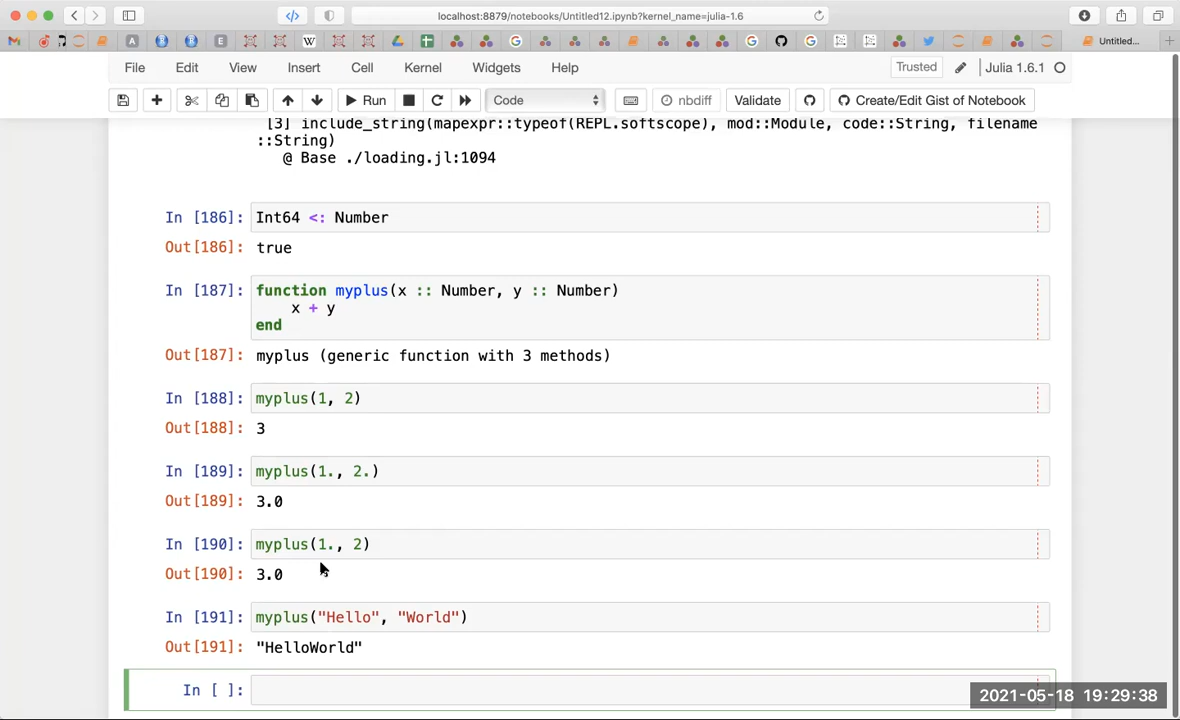 localhost:8879/notebooks/Untitled12.ipynb?kernel_name=julia-1.6
A E W G G G Untitled...
File Edit View Insert Cell Kernel Widgets Help Trusted Julia 1.6.1
Run Code nbdiff Validate Create/Edit Gist of Notebook
[3] include_string(mapexpr::typeof(REPL.softscope), mod::Module, code::String, filename
::String)
@ Base ./loading.jl:1094
In [186]: Int64 <: Number
Out[186]: true
In [187]: function myplus(x :: Number, y :: Number)
x + y
end
Out[187]: myplus (generic function with 3 methods)
In [188]: myplus(1, 2)
Out[188]: 3
In [189]: myplus(1., 2.)
Out[189]: 3.0
In [190]: myplus(1., 2)
Out[190]: 3.0
In [191]: myplus("Hello", "World")
Out[191]: "HelloWorld"
In [ ]:
2021-05-18 19:29:38